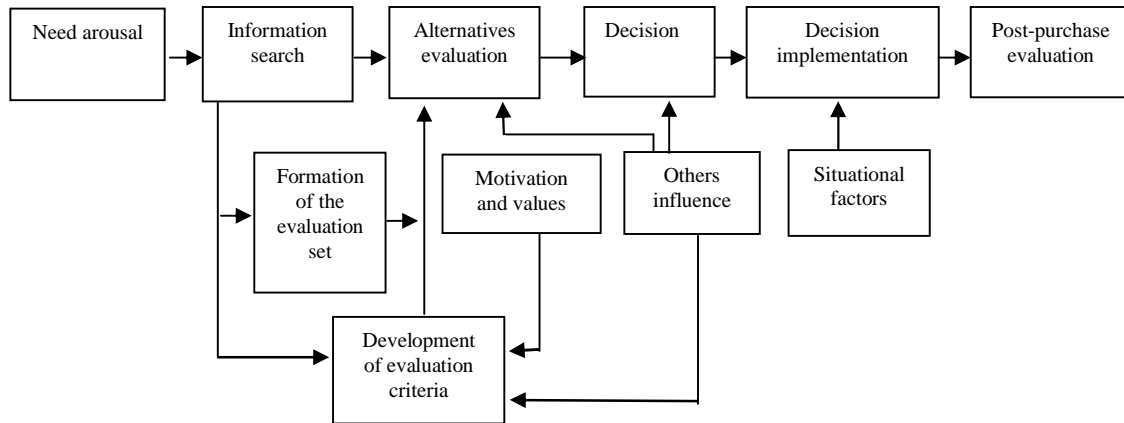 Need arousal
Information
search
Alternatives
evaluation
Decision
Decision
implementation
Post-purchase
evaluation
Formation
of the
evaluation
set
Motivation
and values
Others
influence
Situational
factors
Development
of evaluation
criteria